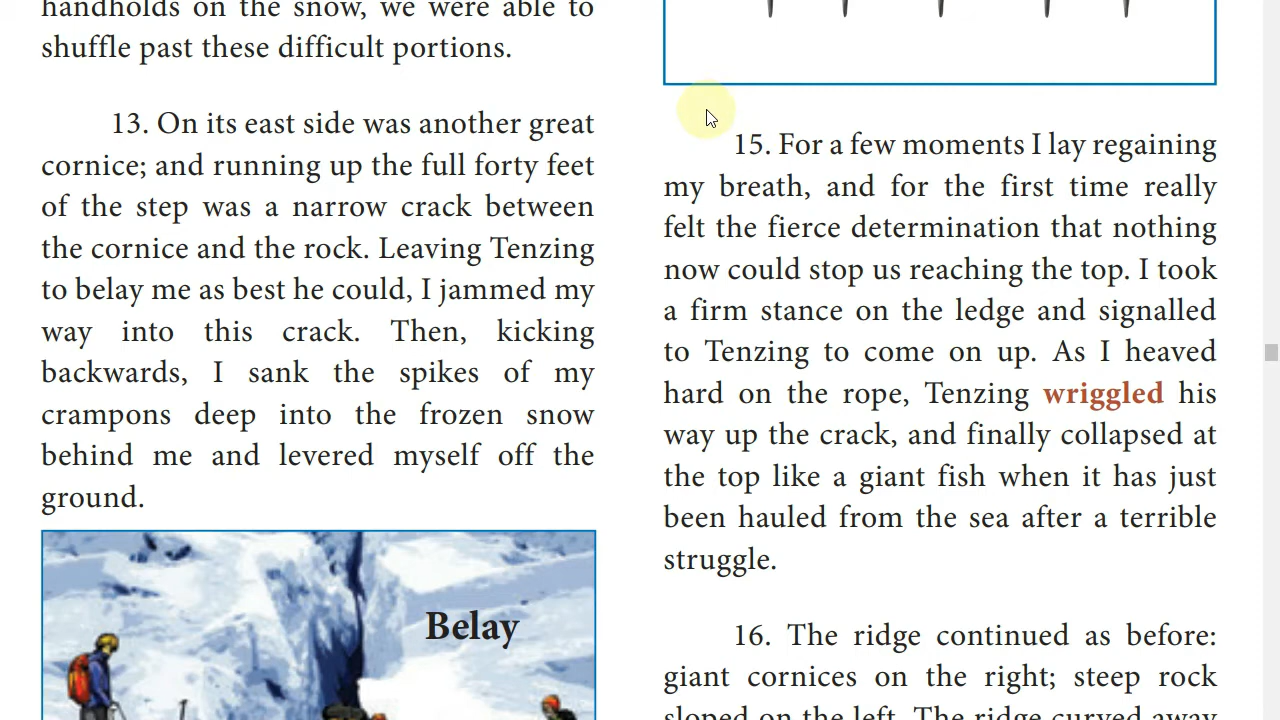 handholds on the snow, we were able to
shuffle past these difficult portions.
13. On its east side was another great
cornice; and running up the full forty feet
of the step was a narrow crack between
the cornice and the rock. Leaving Tenzing
to belay me as best he could, I jammed my
way into this crack. Then, kicking
backwards, I sank the spikes of my
crampons deep into the frozen snow
behind me and levered myself off the
ground.
Belay
15. For a few moments I lay regaining
my breath, and for the first time really
felt the fierce determination that nothing
now could stop us reaching the top. I took
a firm stance on the ledge and signalled
to Tenzing to come on up. As I heaved
hard on the rope, Tenzing wriggled his
way up the crack, and finally collapsed at
the top like a giant fish when it has just
been hauled from the sea after a terrible
struggle.
16. The ridge continued as before:
giant cornices on the right; steep rock
sloped on the left. The ridge curved away